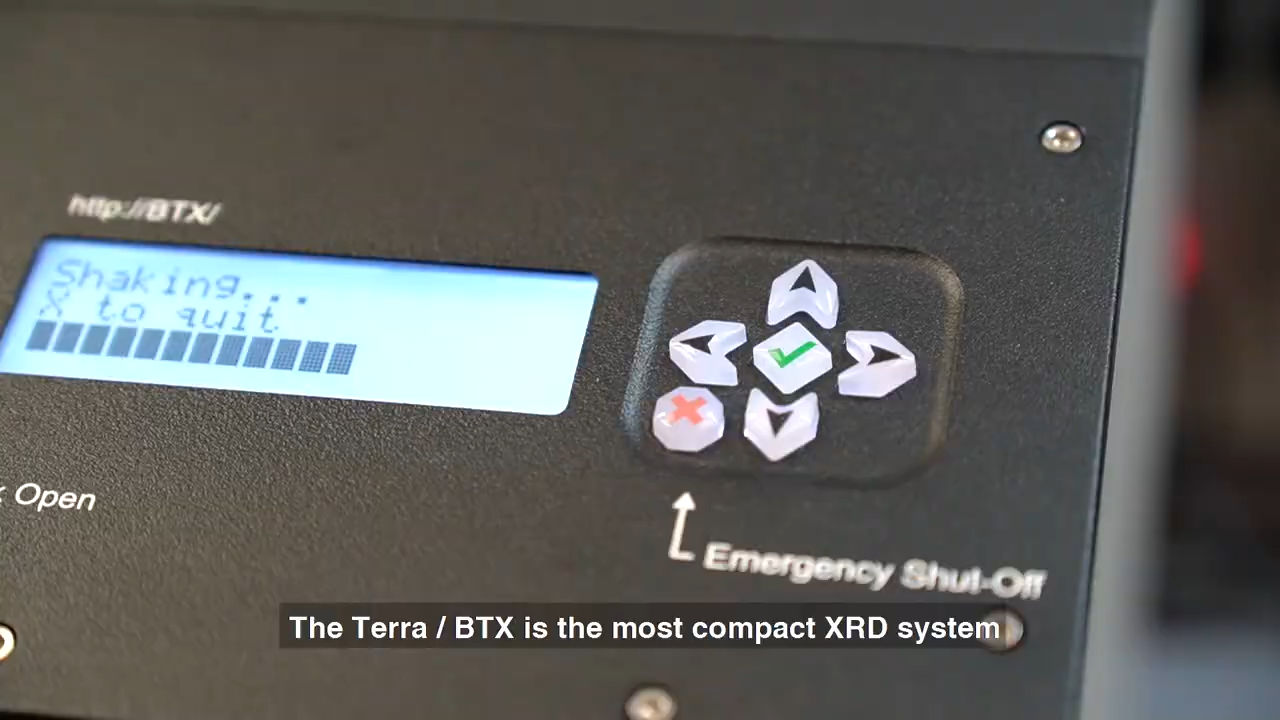 http://BTX/
Shaking...
X to quit
Open
Emergency Shut-Off
The Terra / BTX is the most compact XRD system